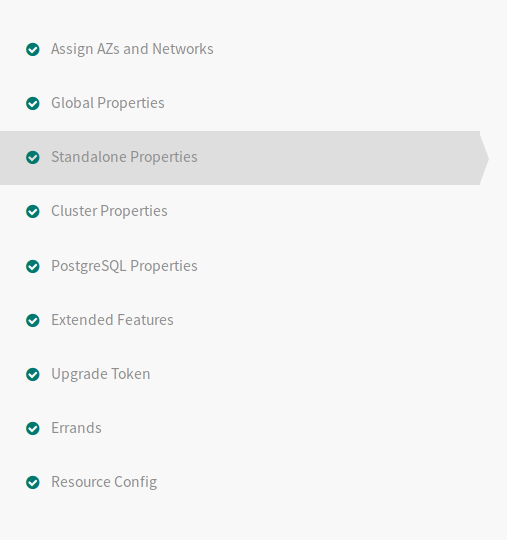 Assign AZs and Networks
Global Properties
Standalone Properties
Cluster Properties
PostgreSQL Properties
Extended Features
Upgrade Token
Errands
Resource Config